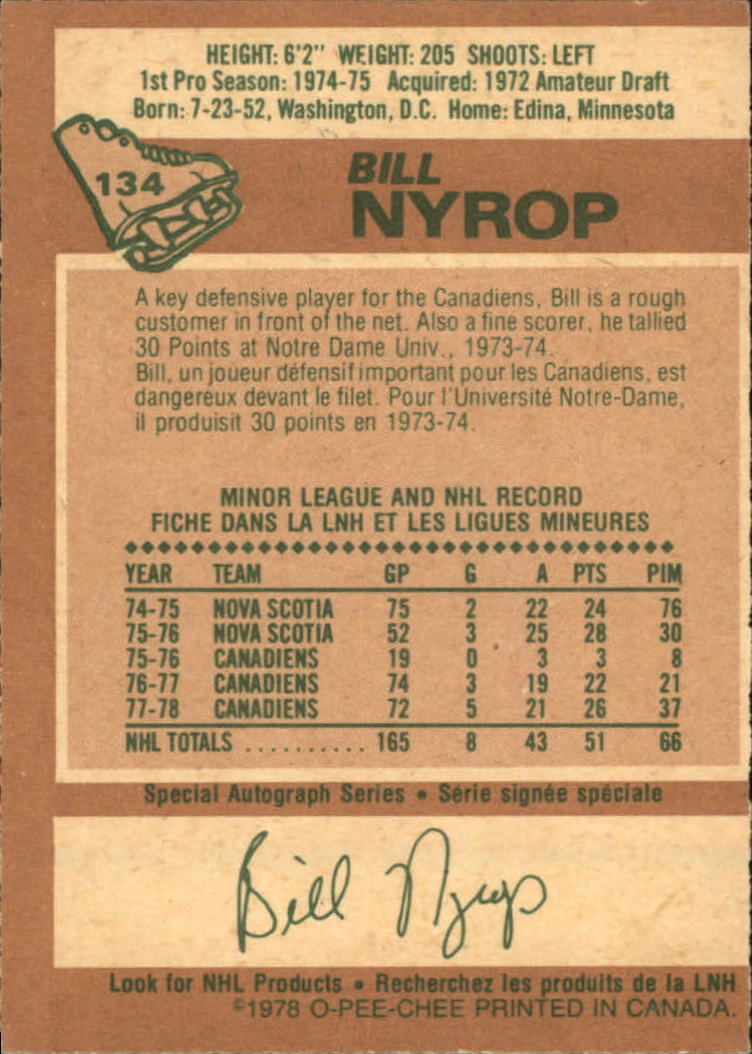 HEIGHT: 6'2" WEIGHT: 205 SHOOTS: LEFT
1st Pro Season: 1974-75 Acquired: 1972 Amateur Draft
Born: 7-23-52, Washington, D.C. Home: Edina, Minnesota
134
BILL
NYROP
A key defensive player for the Canadiens, Bill is a rough
customer in front of the net. Also a fine scorer, he tallied
30 Points at Notre Dame Univ., 1973-74.
Bill, un joueur défensif important pour les Canadiens, est
dangereux devant le filet. Pour l'Université Notre-Dame,
il produisit 30 points en 1973-74.
MINOR LEAGUE AND NHL RECORD
FICHE DANS LA LNH ET LES LIGUES MINEURES
YEAR TEAM GP G A PTS PIM
74-75 NOVA SCOTIA 75 2 22 24 76
75-76 NOVA SCOTIA 52 3 25 28 30
75-76 CANADIENS 19 0 3 3 8
76-77 CANADIENS 74 3 19 22 21
77-78 CANADIENS 72 5 21 26 37
NHL TOTALS .......... 165 8 43 51 66
Special Autograph Series • Série signée spéciale
Bill Nyrop
Look for NHL Products • Recherchez les produits de la LNH
©1978 O-PEE-CHEE PRINTED IN CANADA.